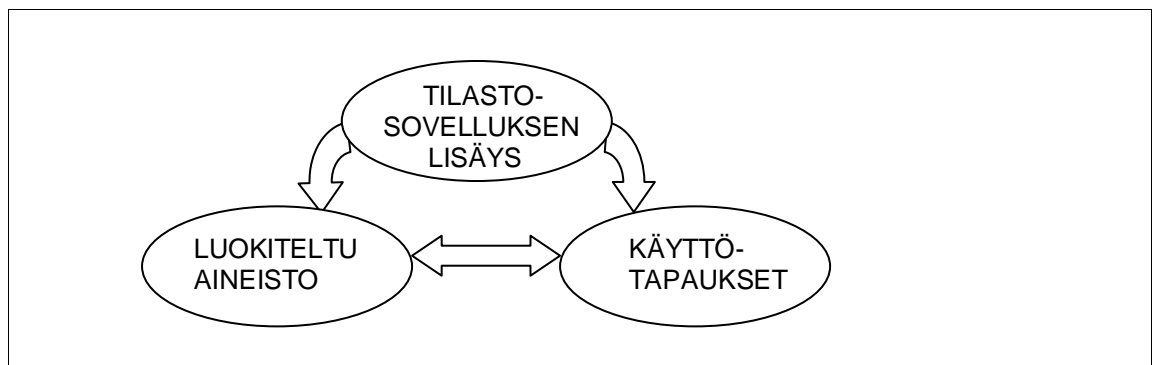 TILASTO-
SOVELLUKSEN
LISÄYS
LUOKITELTU
AINEISTO
KÄYTTÖ-
TAPAUKSET